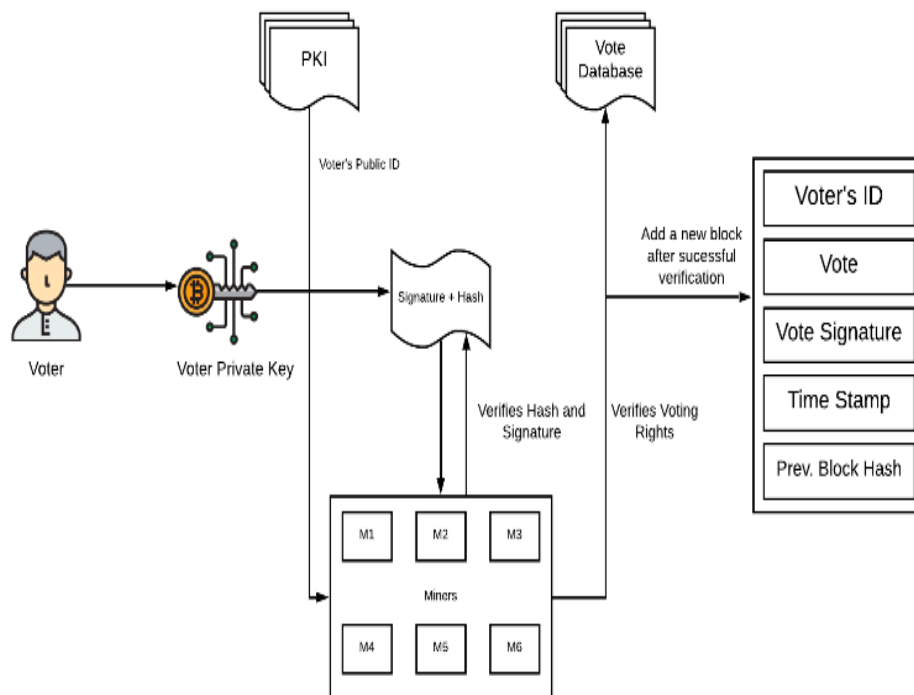 PKI
Vote
Database
Voter's Public ID
Voter's ID
Add a new block
after sucessful
verification
Vote
Signature + Hash
Vote Signature
Voter
Voter Private Key
Verifies Hash and
Signature
Verifies Voting
Rights
Time Stamp
Prev. Block Hash
M1
M2
M3
Miners
M4
M5
M6